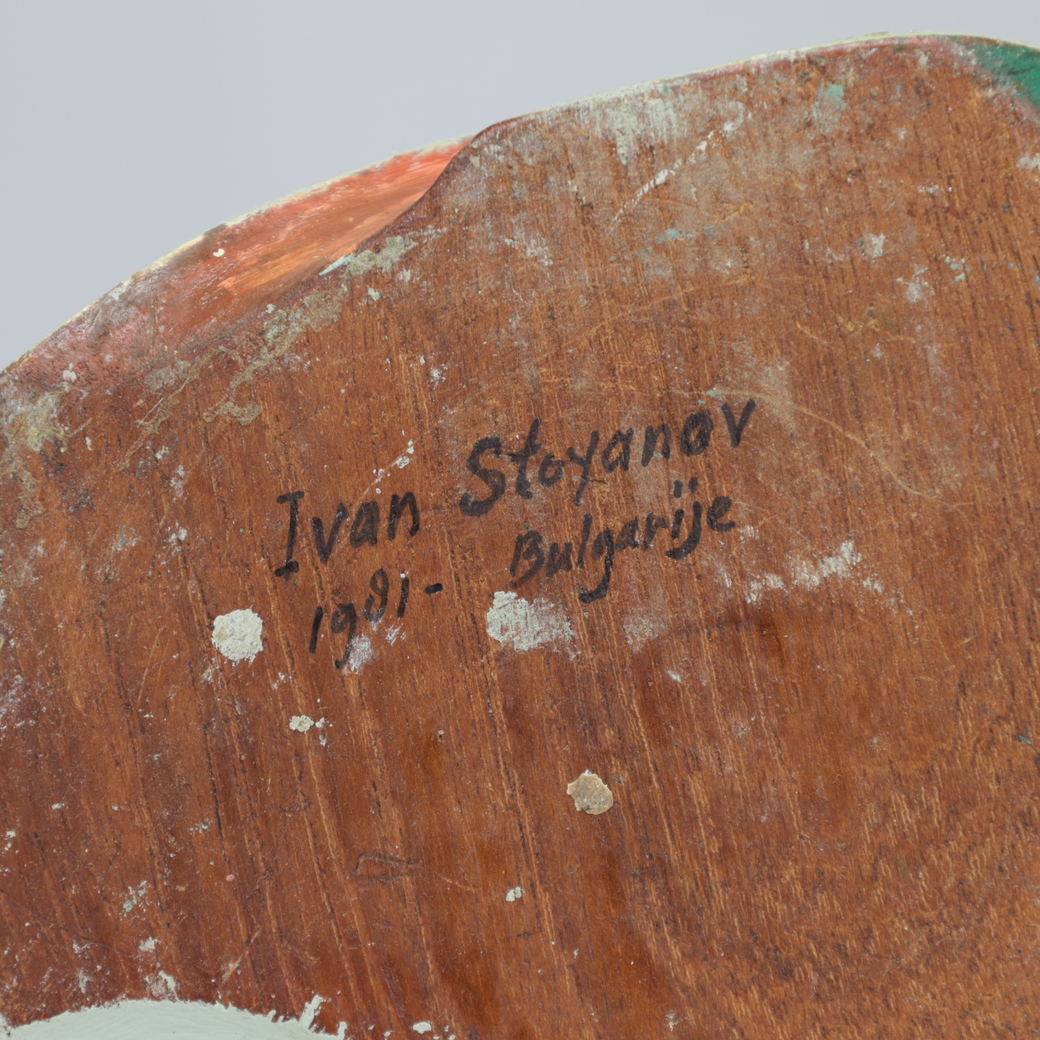 Ivan Stoyanov
1981- Bulgarije